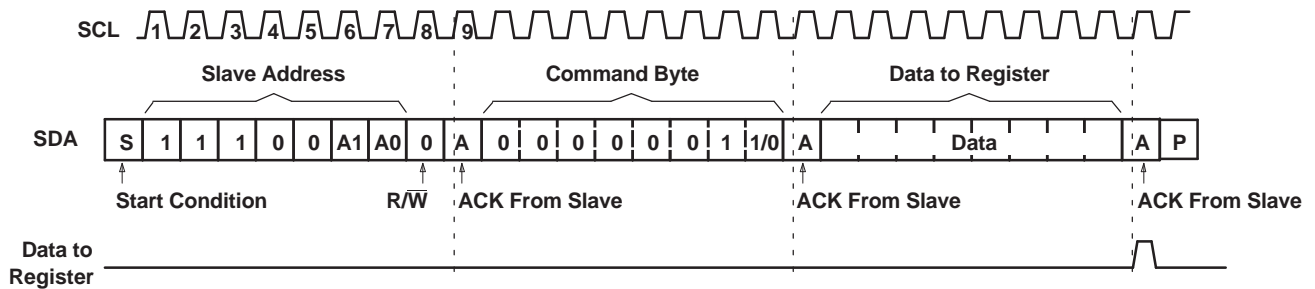 SCL 1 2 3 4 5 6 7 8 9
Slave Address Command Byte Data to Register
SDA S 1 1 1 0 0 A1 A0 0 A 0 0 0 0 0 0 1 1/0 A Data A P
Start Condition R/W̅ ACK From Slave ACK From Slave ACK From Slave
Data to
Register